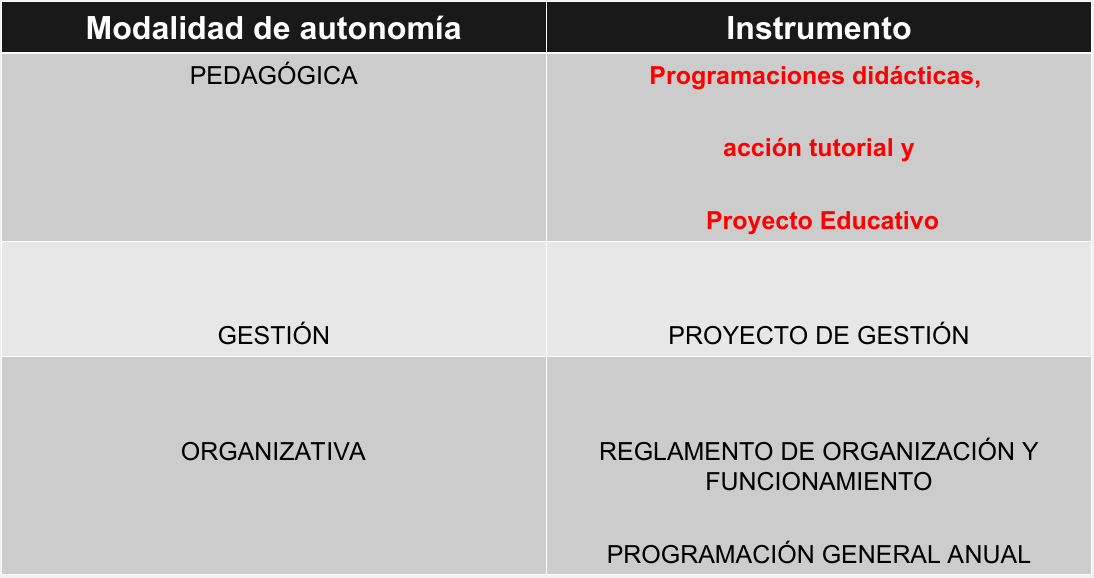 Modalidad de autonomía
Instrumento
PEDAGÓGICA
Programaciones didácticas,
acción tutorial y
Proyecto Educativo
GESTIÓN
PROYECTO DE GESTIÓN
ORGANIZATIVA
REGLAMENTO DE ORGANIZACIÓN Y
FUNCIONAMIENTO
PROGRAMACIÓN GENERAL ANUAL